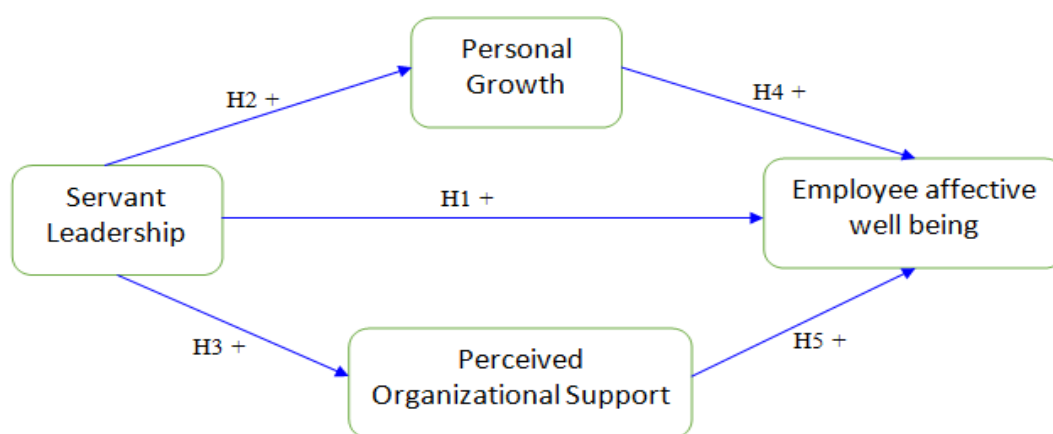 Personal
Growth
H2 +
H4 +
Servant
Leadership
H1 +
Employee affective
well being
H3 +
H5 +
Perceived
Organizational Support